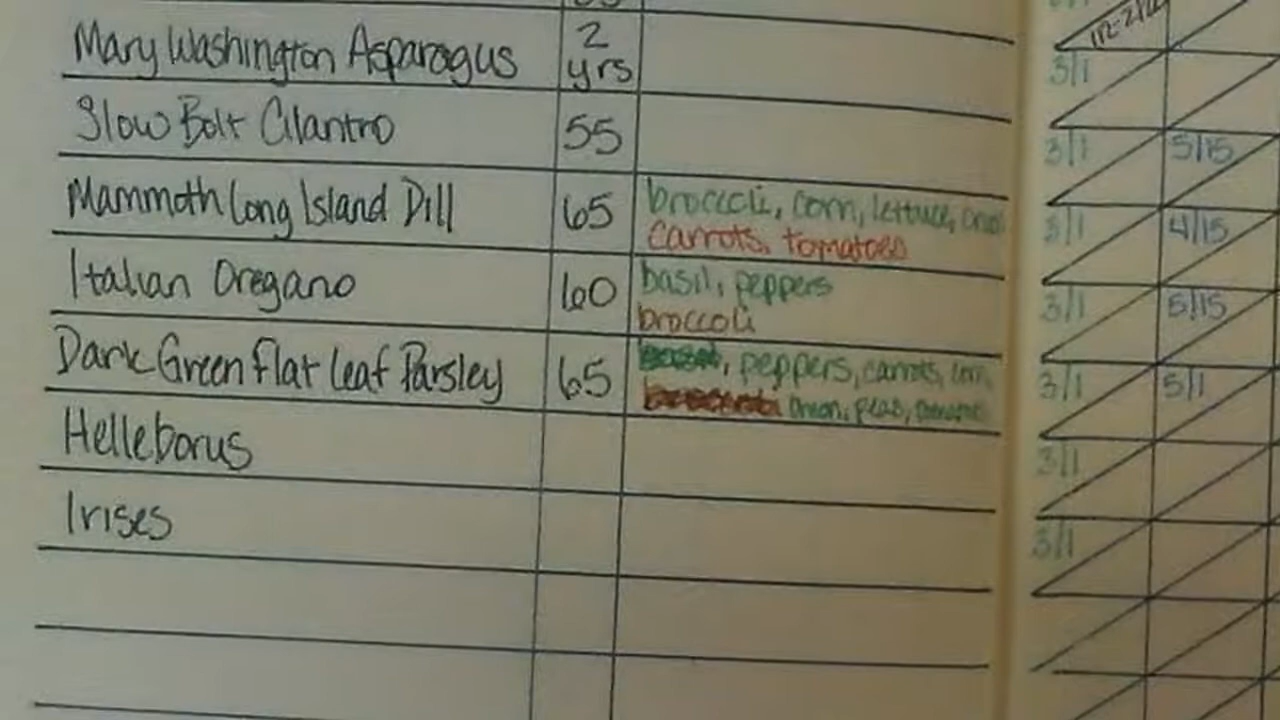 Mary Washington Asparagus 2 yrs
3/1
Slow Bolt Cilantro 55
3/1 5/15
Mammoth Long Island Dill 65 broccoli, corn, lettuce,
carrots, tomatoes
3/1 4/15
Italian Oregano 60 basil, peppers
broccoli
3/1 5/15
Dark Green Flat Leaf Parsley 65 peppers, carrots, corn,
onion, peas,
3/1 5/1
Helleborus
3/1
Irises
3/1